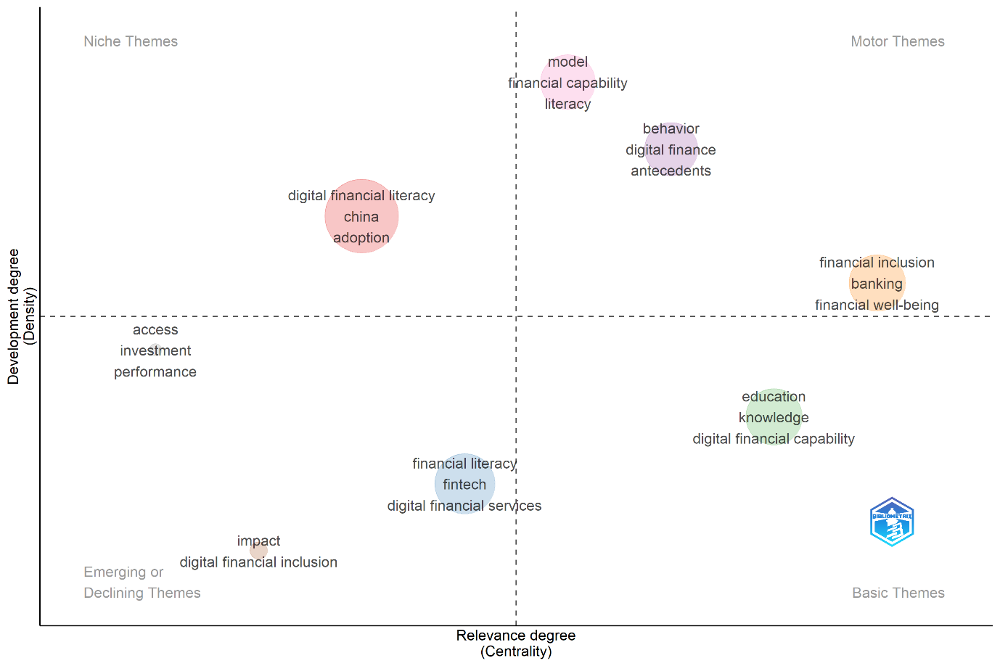 Niche Themes
Motor Themes
model
financial capability
literacy
behavior
digital finance
antecedents
digital financial literacy
china
adoption
financial inclusion
banking
financial well-being
access
investment
performance
education
knowledge
digital financial capability
financial literacy
fintech
digital financial services
BIBLIOMETRIX
impact
digital financial inclusion
Emerging or
Declining Themes
Basic Themes
Development degree
(Density)
Relevance degree
(Centrality)